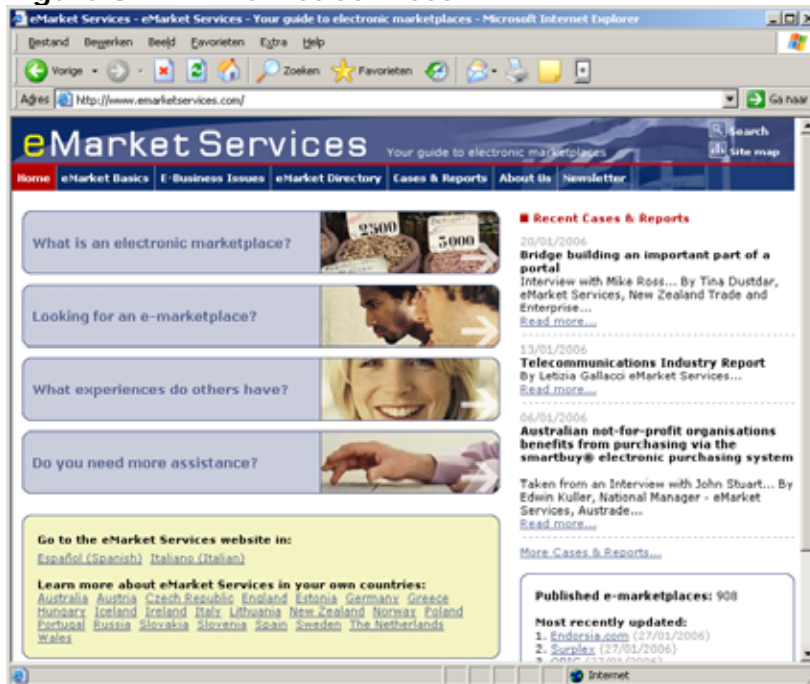 eMarket Services - eMarket Services - Your guide to electronic marketplaces - Microsoft Internet Explorer
Bestand Bewerken Beeld Favorieten Extra Help
Vorige Zoeken Favorieten
Adres http://www.emarketservices.com/ Ga naar
eMarket Services Your guide to electronic marketplaces
Search
Site map
Home eMarket Basics E-Business Issues eMarket Directory Cases & Reports About Us Newsletter
What is an electronic marketplace?
2500
3000
Looking for an e-marketplace?
What experiences do others have?
Do you need more assistance?
Go to the eMarket Services website in:
Español (Spanish) Italiano (Italian)
Learn more about eMarket Services in your own countries:
Australia Austria Czech Republic England Estonia Germany Greece
Hungary Iceland Ireland Italy Lithuania New Zealand Norway Poland
Portugal Russia Slovakia Slovenia Spain Sweden The Netherlands
Wales
Recent Cases & Reports
20/01/2006
Bridge building an important part of a
portal
Interview with Mike Ross... By Tina Dustdar,
eMarket Services, New Zealand Trade and
Enterprise...
Read more...
13/01/2006
Telecommunications Industry Report
By Letizia Gallacci eMarket Services...
Read more...
06/01/2006
Australian not-for-profit organisations
benefits from purchasing via the
smartbuy® electronic purchasing system
Taken from an Interview with John Stuart... By
Edwin Kuller, National Manager - eMarket
Services, Austrade...
Read more...
More Cases & Reports...
Published e-marketplaces: 908
Most recently updated:
1. Endorsia.com (27/01/2006)
2. Surplex (27/01/2006)
Internet